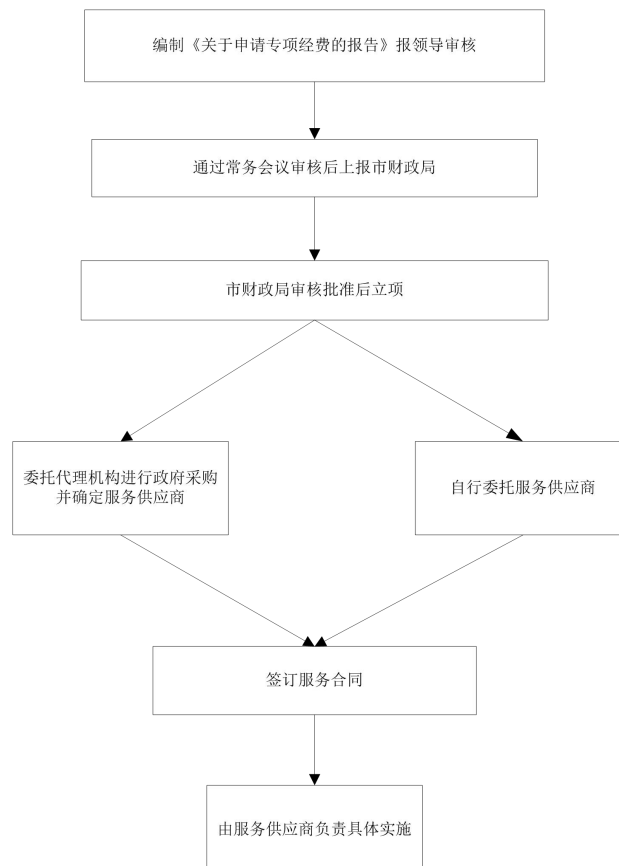 编制《关于申请专项经费的报告》报领导审核
通过常务会议审核后上报市财政局
市财政局审核批准后立项
委托代理机构进行政府采购
并确定服务供应商
自行委托服务供应商
签订服务合同
由服务供应商负责具体实施